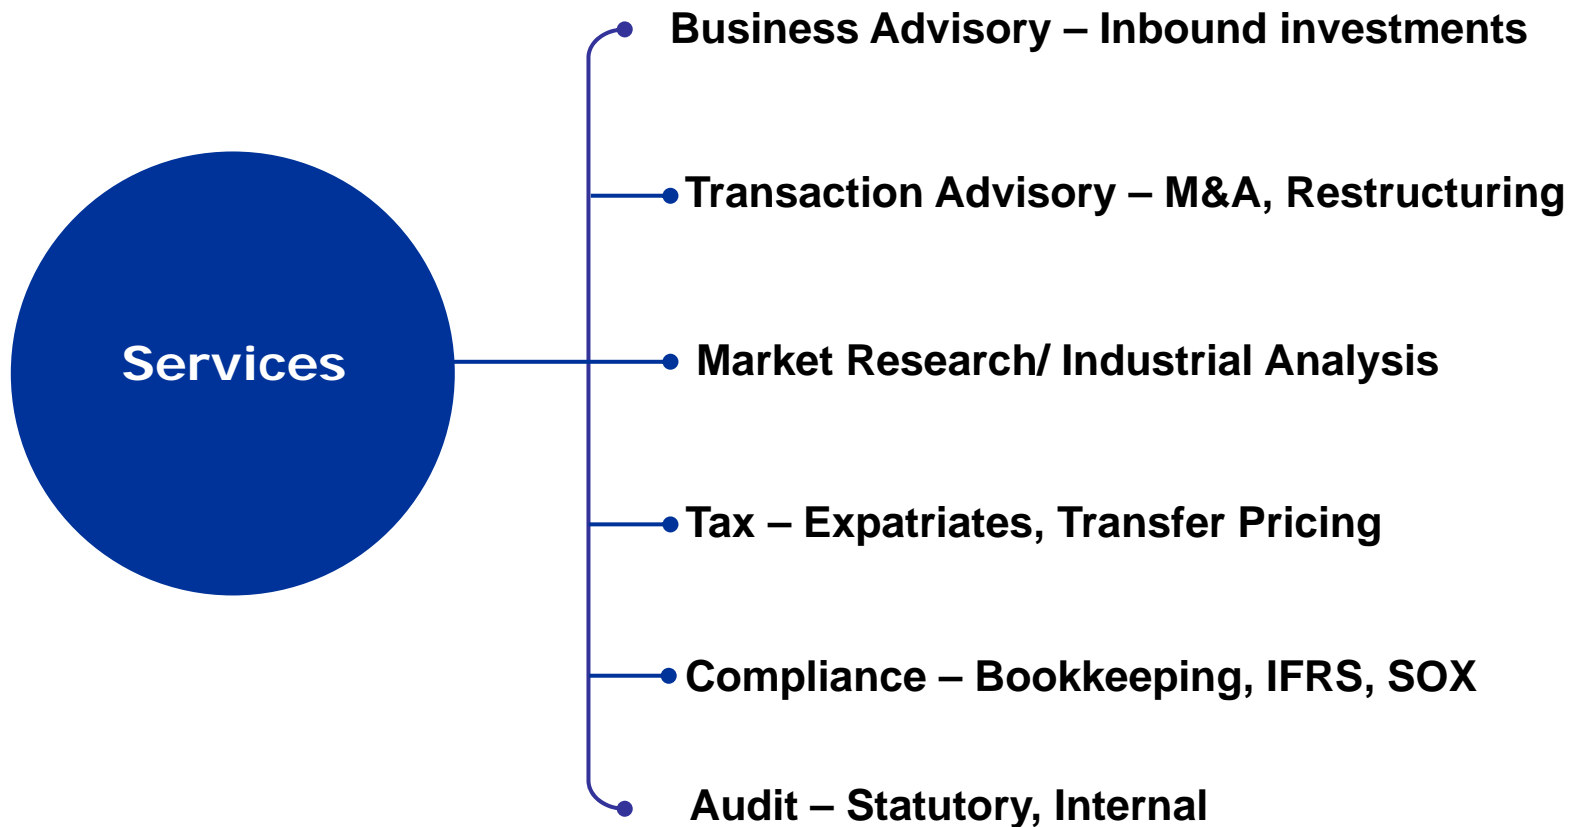 Business Advisory – Inbound investments
Transaction Advisory – M&A, Restructuring
Services
Market Research/ Industrial Analysis
Tax – Expatriates, Transfer Pricing
Compliance – Bookkeeping, IFRS, SOX
Audit – Statutory, Internal